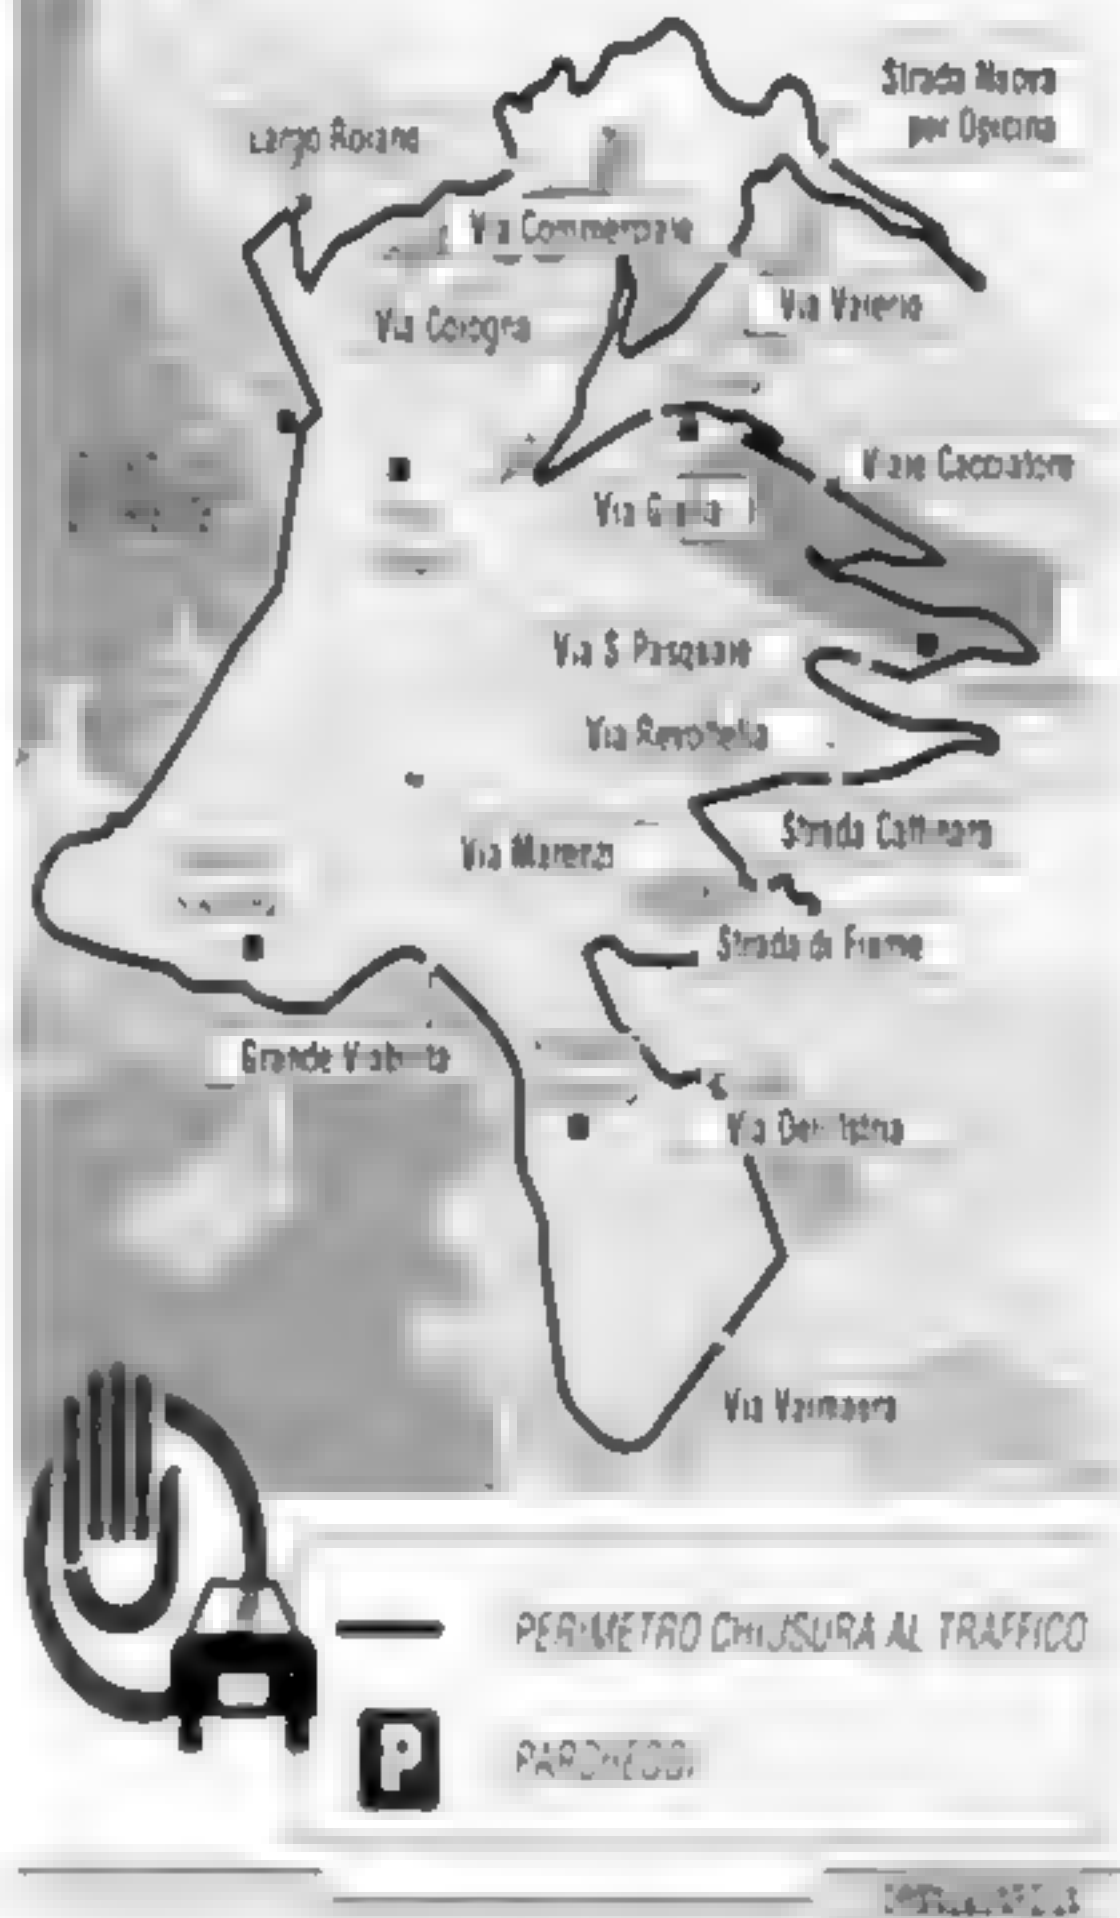 Strada Nuova
per Opicina
Largo Roiano
Via Commerciale
Via Valerio
Via Cologna
Viale Cacciatore
Via Giulia
Via S Pasquale
Via Revoltella
Strada Cattinara
Via Marenzi
Strada di Fiume
Grande Viabilità
Via Dell'Istria
Via Valmaura
PERIMETRO CHIUSURA AL TRAFFICO
P
PARCHEGGI